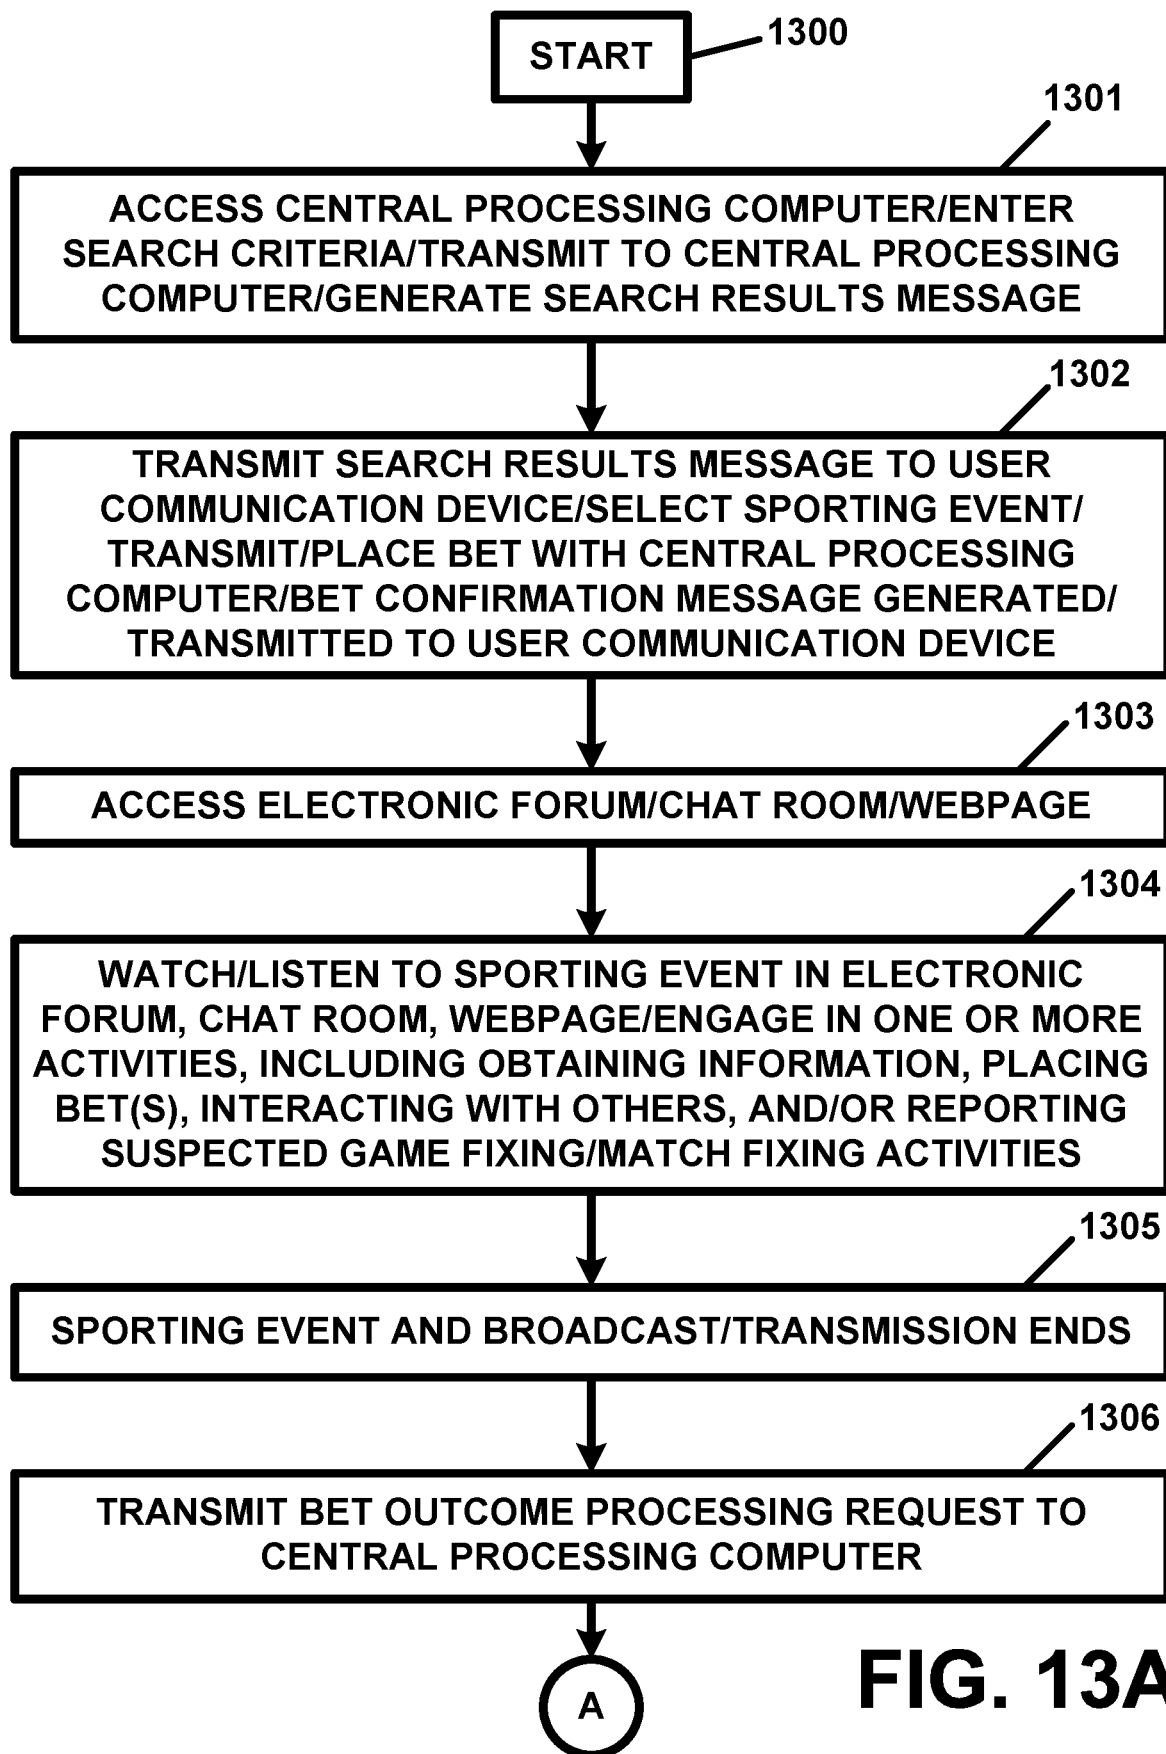 START
1300
1301
ACCESS CENTRAL PROCESSING COMPUTER/ENTER
SEARCH CRITERIA/TRANSMIT TO CENTRAL PROCESSING
COMPUTER/GENERATE SEARCH RESULTS MESSAGE
1302
TRANSMIT SEARCH RESULTS MESSAGE TO USER
COMMUNICATION DEVICE/SELECT SPORTING EVENT/
TRANSMIT/PLACE BET WITH CENTRAL PROCESSING
COMPUTER/BET CONFIRMATION MESSAGE GENERATED/
TRANSMITTED TO USER COMMUNICATION DEVICE
1303
ACCESS ELECTRONIC FORUM/CHAT ROOM/WEBPAGE
1304
WATCH/LISTEN TO SPORTING EVENT IN ELECTRONIC
FORUM, CHAT ROOM, WEBPAGE/ENGAGE IN ONE OR MORE
ACTIVITIES, INCLUDING OBTAINING INFORMATION, PLACING
BET(S), INTERACTING WITH OTHERS, AND/OR REPORTING
SUSPECTED GAME FIXING/MATCH FIXING ACTIVITIES
1305
SPORTING EVENT AND BROADCAST/TRANSMISSION ENDS
1306
TRANSMIT BET OUTCOME PROCESSING REQUEST TO
CENTRAL PROCESSING COMPUTER
A
FIG. 13A